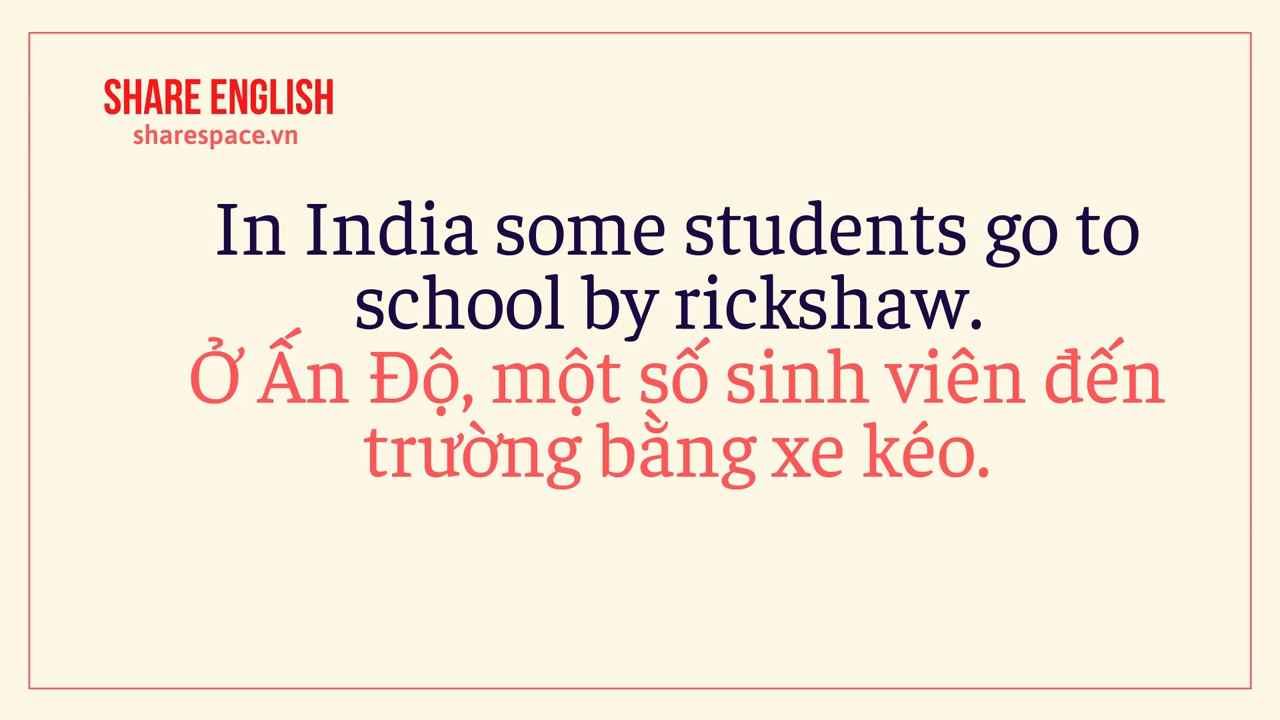 SHARE ENGLISH
sharespace.vn
In India some students go to
school by rickshaw.
Ở Ấn Độ, một số sinh viên đến
trường bằng xe kéo.